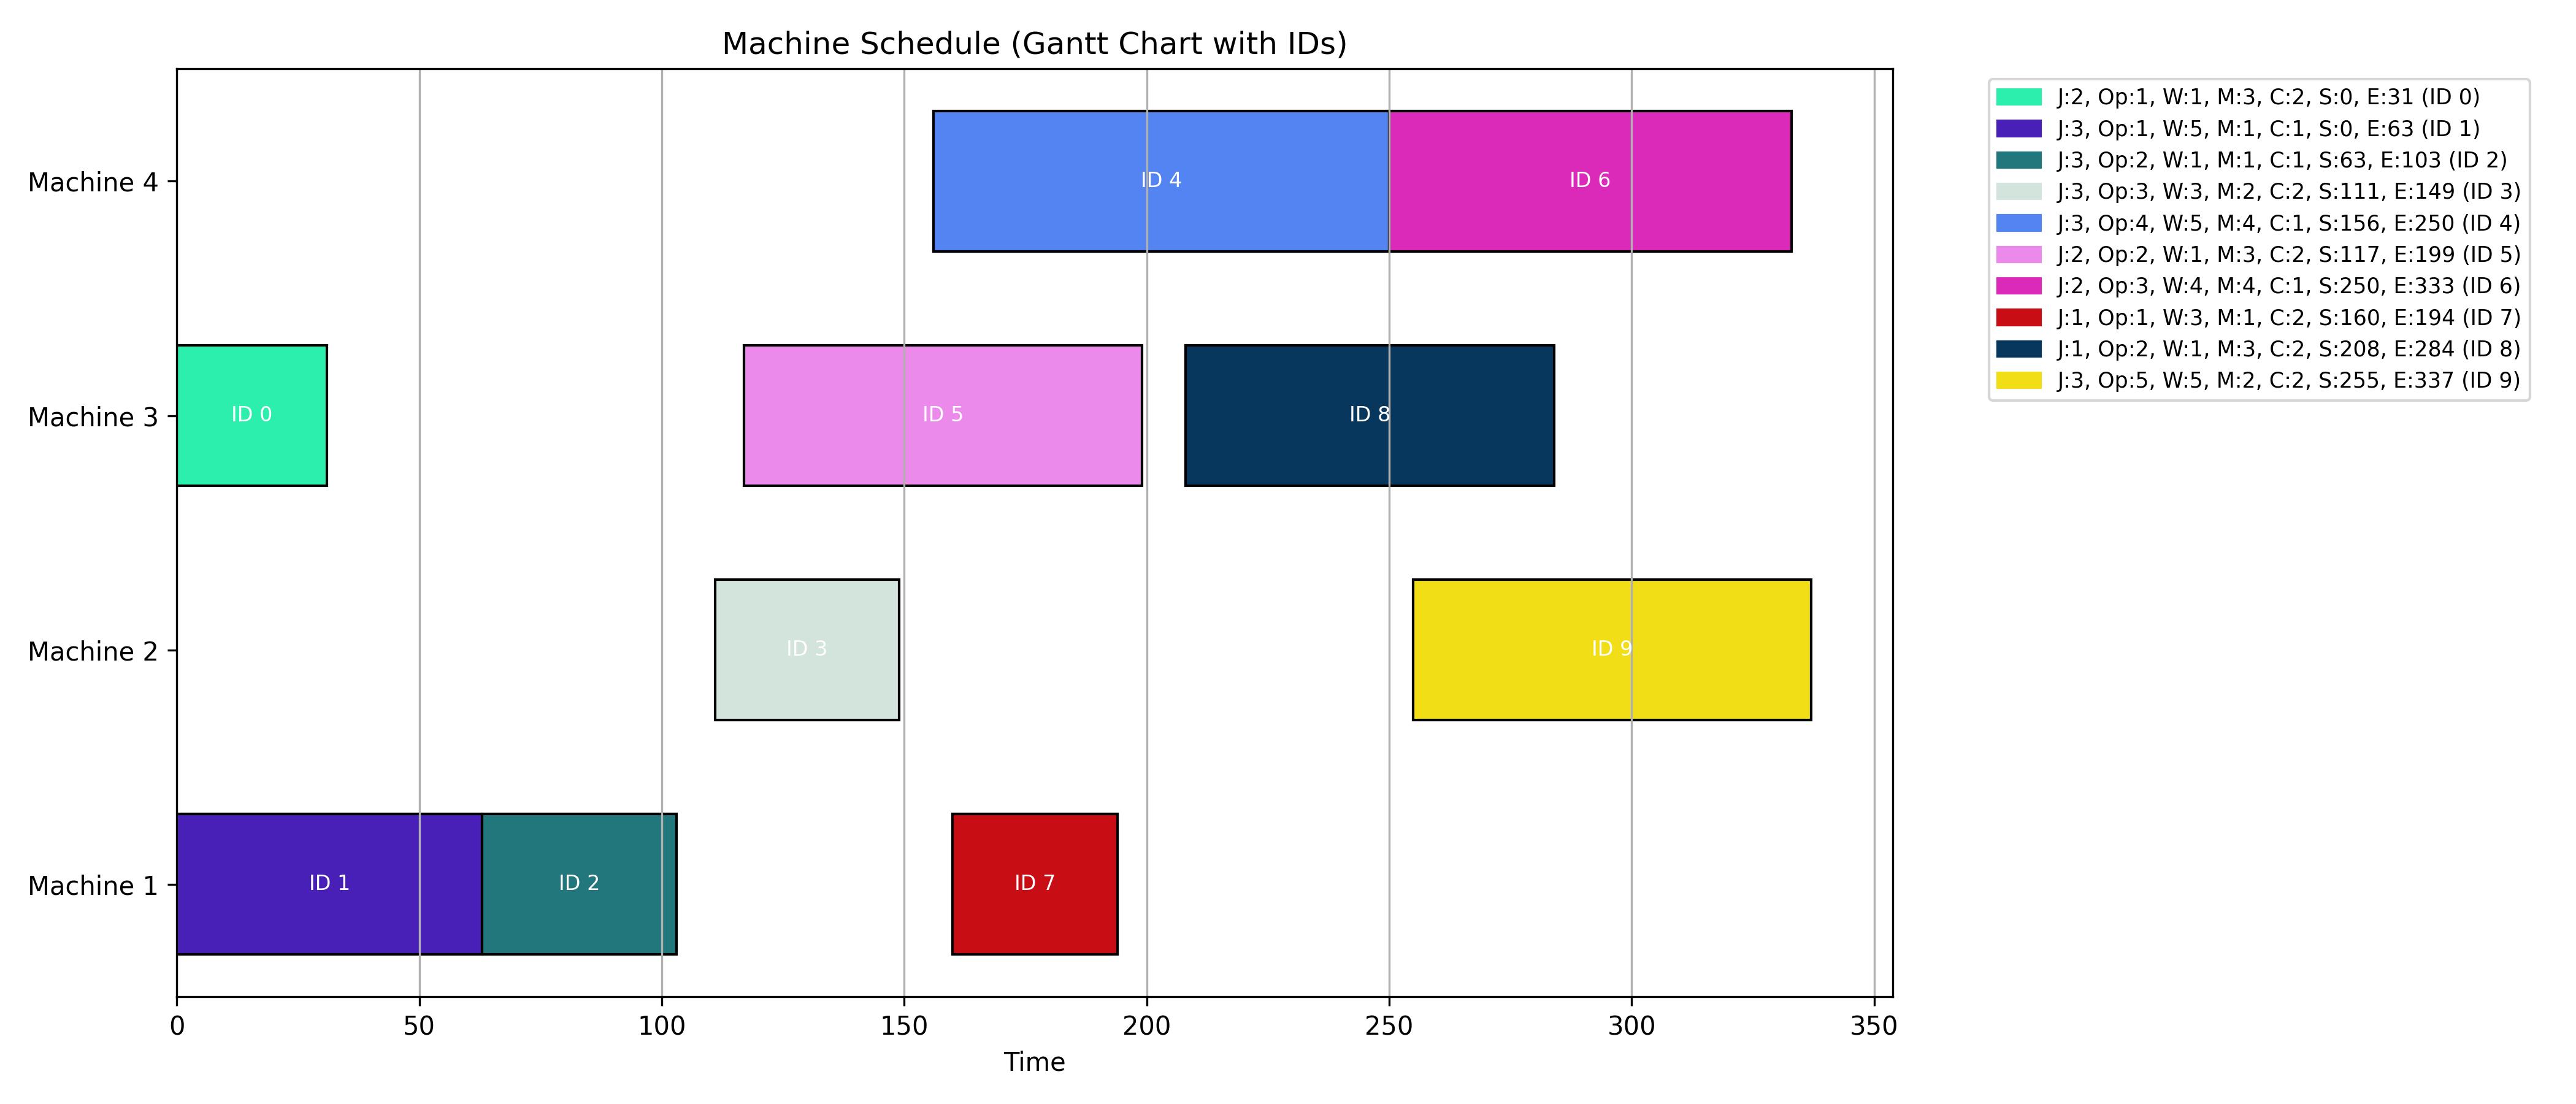 Machine Schedule (Gantt Chart with IDs)
Machine 4
ID 4
ID 6
Machine 3
ID 0
ID 5
ID 8
Machine 2
ID 3
ID 9
Machine 1
ID 1
ID 2
ID 7
0 50 100 150 200 250 300 350
Time
J:2, Op:1, W:1, M:3, C:2, S:0, E:31 (ID 0)
J:3, Op:1, W:5, M:1, C:1, S:0, E:63 (ID 1)
J:3, Op:2, W:1, M:1, C:1, S:63, E:103 (ID 2)
J:3, Op:3, W:3, M:2, C:2, S:111, E:149 (ID 3)
J:3, Op:4, W:5, M:4, C:1, S:156, E:250 (ID 4)
J:2, Op:2, W:1, M:3, C:2, S:117, E:199 (ID 5)
J:2, Op:3, W:4, M:4, C:1, S:250, E:333 (ID 6)
J:1, Op:1, W:3, M:1, C:2, S:160, E:194 (ID 7)
J:1, Op:2, W:1, M:3, C:2, S:208, E:284 (ID 8)
J:3, Op:5, W:5, M:2, C:2, S:255, E:337 (ID 9)